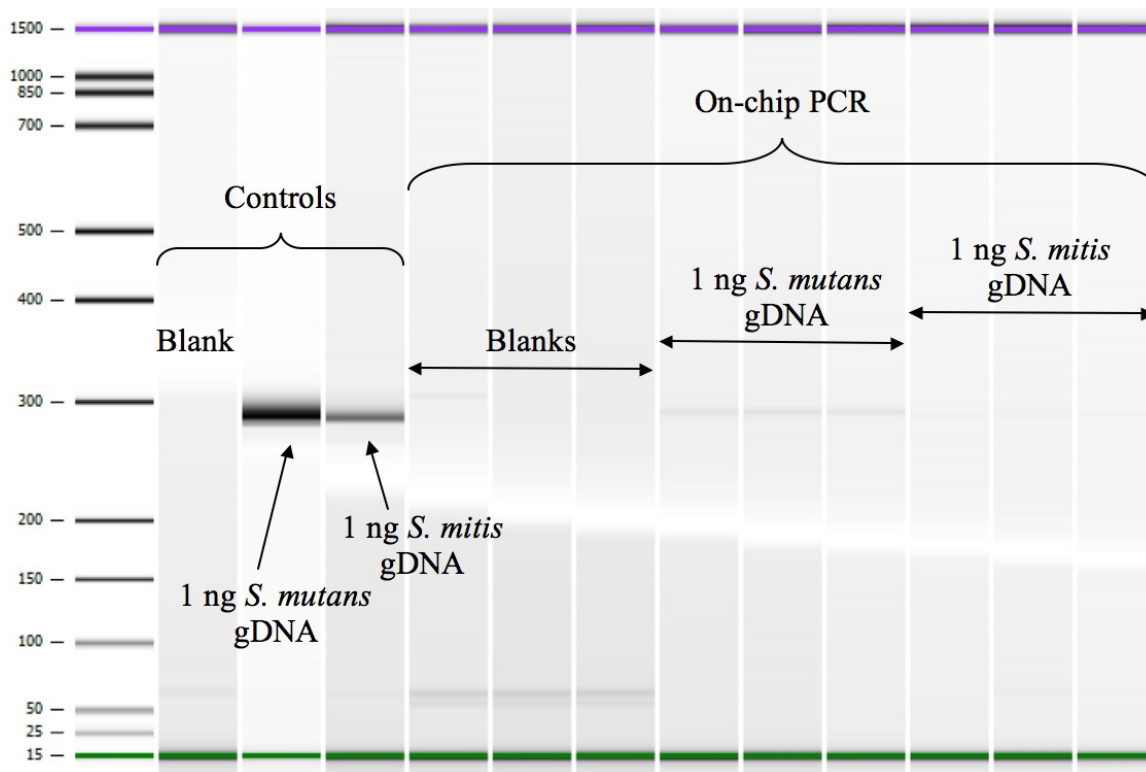 1500
1000
850
700
500
400
300
200
150
100
50
25
15
On-chip PCR
Controls
1 ng S. mutans
gDNA
1 ng S. mitis
gDNA
Blank
Blanks
1 ng S. mitis
gDNA
1 ng S. mutans
gDNA